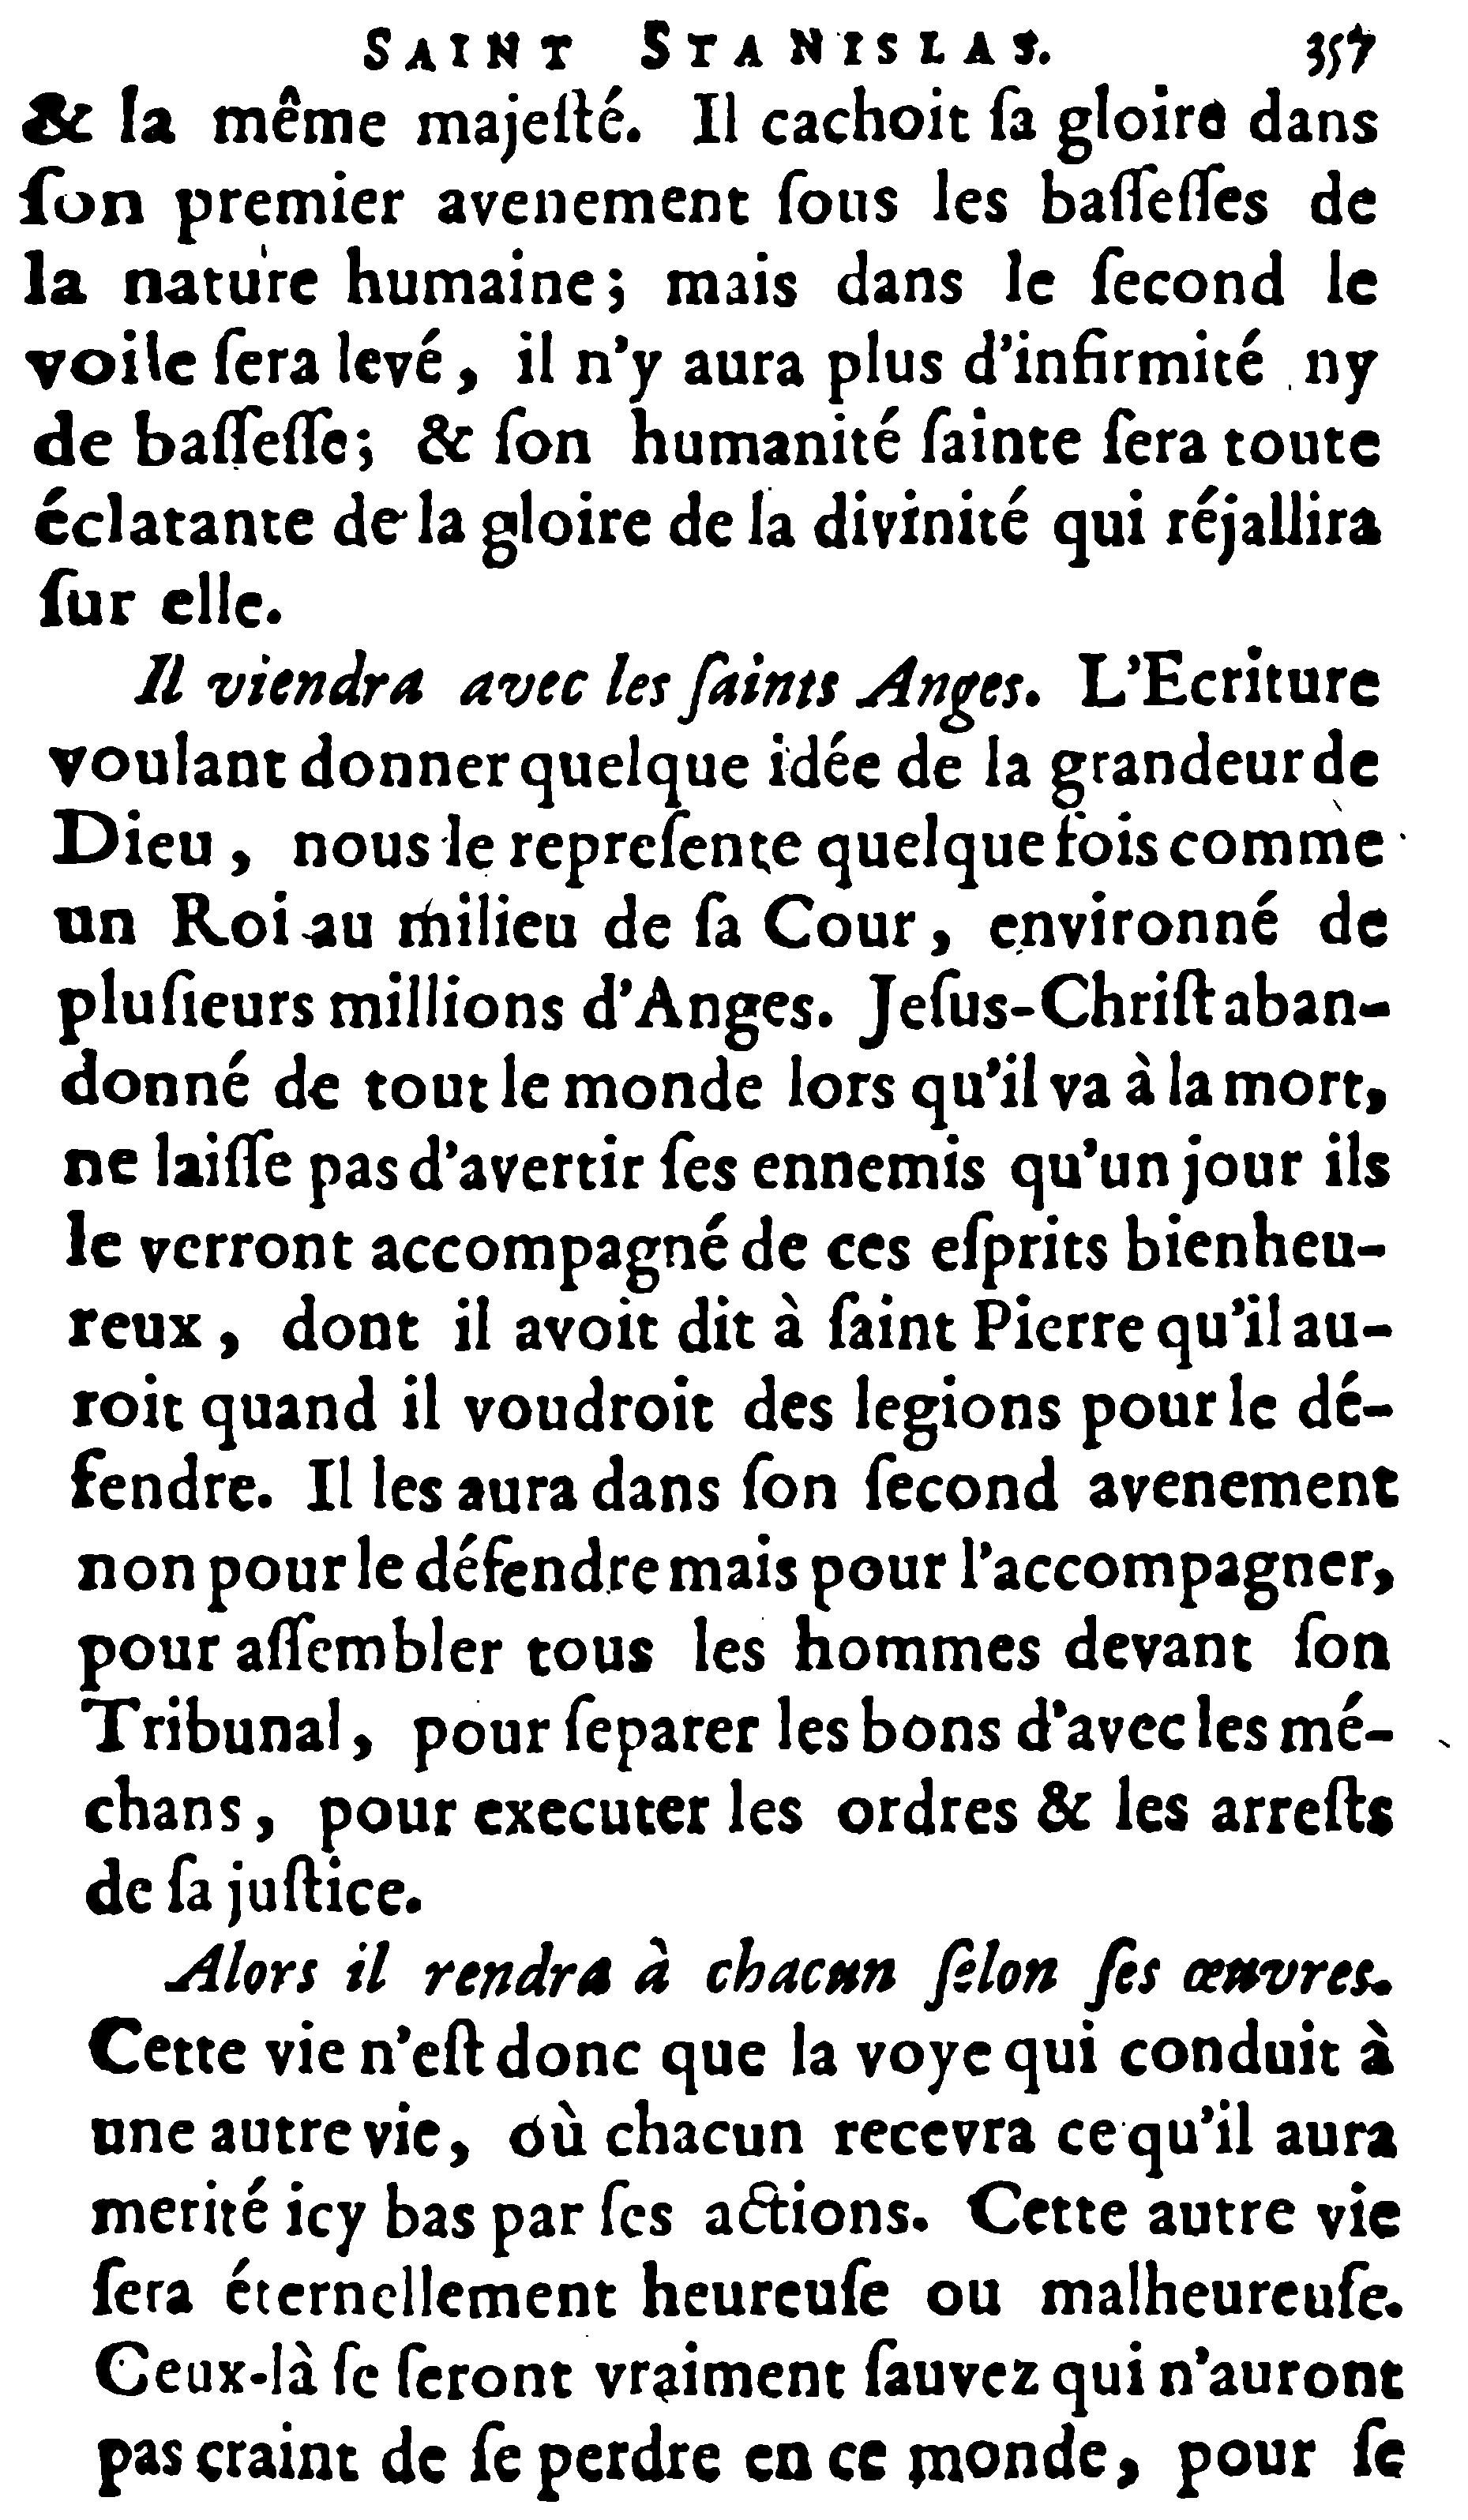 SAINT STANISLAS. 357
& la même majeſté. Il cachoit ſa gloire dans
ſon premier avenement ſous les baſſeſſes de
la nature humaine; mais dans le ſecond le
voile ſera levé, il n'y aura plus d'infirmité ny
de baſſeſſe; & ſon humanité ſainte ſera toute
éclatante de la gloire de la divinité qui réjallira
ſur elle.
Il viendra avec les ſaints Anges. L'Ecriture
voulant donner quelque idée de la grandeur de
Dieu, nous le repreſente quelquefois comme
un Roi au milieu de ſa Cour, environné de
pluſieurs millions d'Anges. Jeſus-Chriſt aban-
donné de tout le monde lors qu'il va à la mort,
ne laiſſe pas d'avertir ſes ennemis qu'un jour ils
le verront accompagné de ces eſprits bienheu-
reux, dont il avoit dit à ſaint Pierre qu'il au-
roit quand il voudroit des legions pour le dé-
fendre. Il les aura dans ſon ſecond avenement
non pour le défendre mais pour l'accompagner,
pour aſſembler tous les hommes devant ſon
Tribunal, pour ſeparer les bons d'avec les mé-
chans, pour executer les ordres & les arreſts
de ſa juſtice.
Alors il rendra à chacun ſelon ſes œuvres.
Cette vie n'eſt donc que la voye qui conduit à
une autre vie, où chacun recevra ce qu'il aura
merité icy bas par ſes actions. Cette autre vie
ſera éternellement heureuſe ou malheureuſe.
Ceux-là ſe ſeront vraiment ſauvez qui n'auront
pas craint de ſe perdre en ce monde, pour ſe